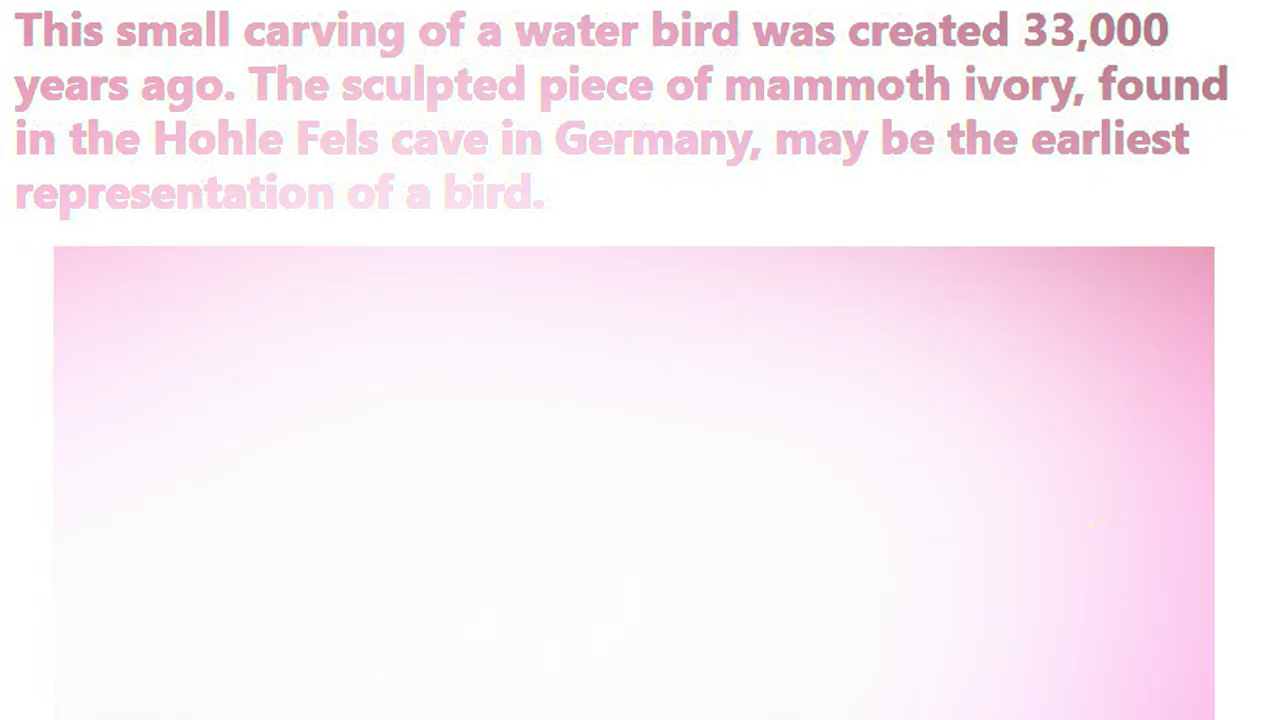 This small carving of a water bird was created 33,000
years ago. The sculpted piece of mammoth ivory, found
in the Hohle Fels cave in Germany, may be the earliest
representation of a bird.